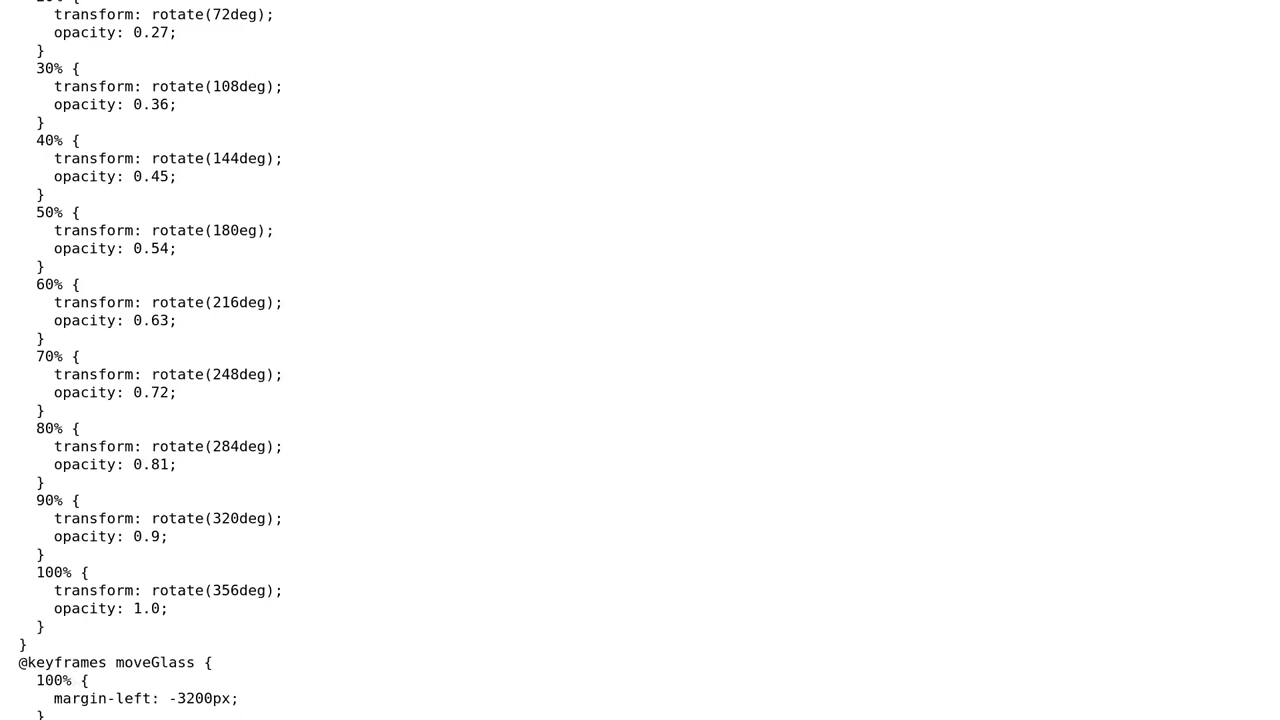 transform: rotate(72deg);
opacity: 0.27;
}
30% {
transform: rotate(108deg);
opacity: 0.36;
}
40% {
transform: rotate(144deg);
opacity: 0.45;
}
50% {
transform: rotate(180eg);
opacity: 0.54;
}
60% {
transform: rotate(216deg);
opacity: 0.63;
}
70% {
transform: rotate(248deg);
opacity: 0.72;
}
80% {
transform: rotate(284deg);
opacity: 0.81;
}
90% {
transform: rotate(320deg);
opacity: 0.9;
}
100% {
transform: rotate(356deg);
opacity: 1.0;
}
}
@keyframes moveGlass {
100% {
margin-left: -3200px;
}